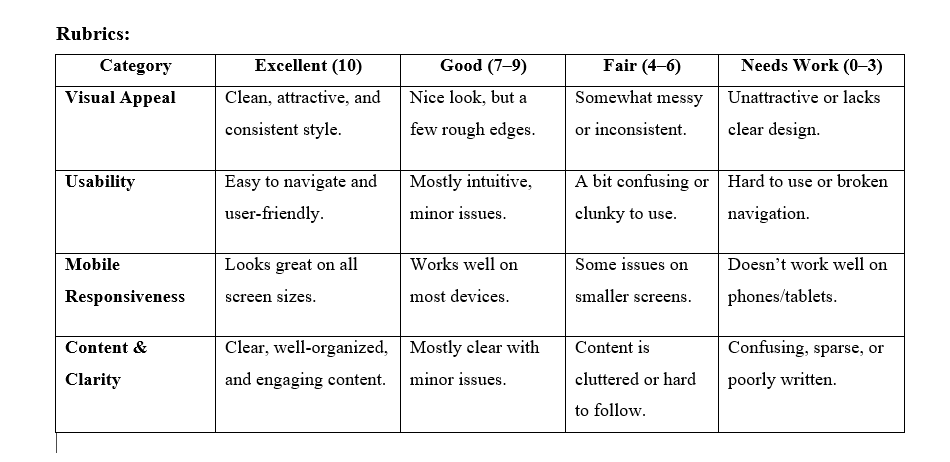 Rubrics:
Category Excellent (10) Good (7–9) Fair (4–6) Needs Work (0–3)
Visual Appeal Clean, attractive, and Nice look, but a Somewhat messy Unattractive or lacks
consistent style. few rough edges. or inconsistent. clear design.
Usability Easy to navigate and Mostly intuitive, A bit confusing or Hard to use or broken
user-friendly. minor issues. clunky to use. navigation.
Mobile Looks great on all Works well on Some issues on Doesn’t work well on
Responsiveness screen sizes. most devices. smaller screens. phones/tablets.
Content & Clear, well-organized, Mostly clear with Content is Confusing, sparse, or
Clarity and engaging content. minor issues. cluttered or hard poorly written.
to follow.